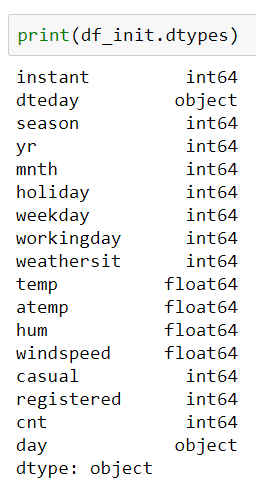 print(df_init.dtypes)
instant int64
dteday object
season int64
yr int64
mnth int64
holiday int64
weekday int64
workingday int64
weathersit int64
temp float64
atemp float64
hum float64
windspeed float64
casual int64
registered int64
cnt int64
day object
dtype: object